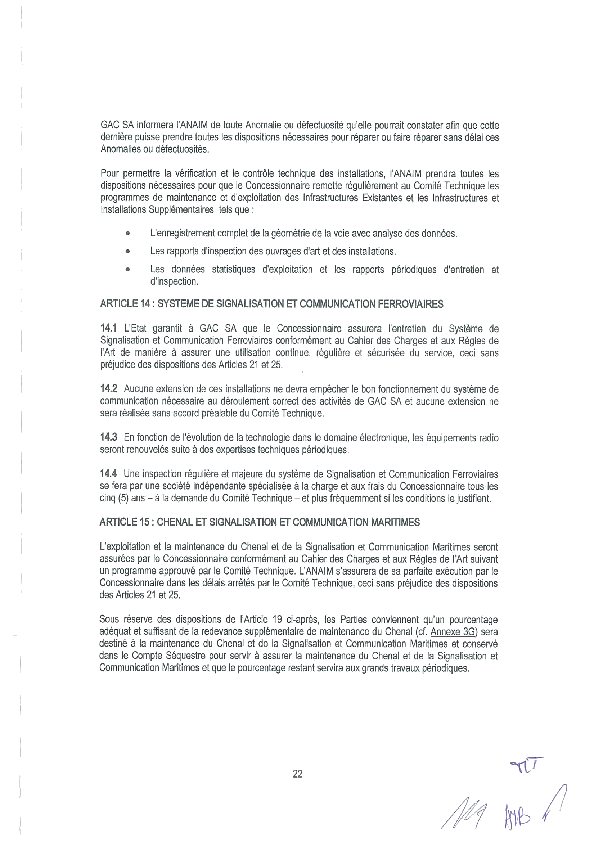 GAC SA informera l'ANAIM de toute Anomalie ou défectuosité qu'elle pourrait constater afin que cette
dernière puisse prendre toutes les dispositions nécessaires pour réparer ou faire réparer sans délai ces
Anomalies ou défectuosités.
Pour permettre la vérification et le contrôle technique des installations, l'ANAIM prendra toutes les
dispositions nécessaires pour que le Concessionnaire remette régulièrement au Comité Technique les
programmes de maintenance et d'exploitation des Infrastructures Existantes et les Infrastructures et
Installations Supplémentaires tels que :
• L'enregistrement complet de la géométrie de la voie avec analyse des données.
• Les rapports d'inspection des ouvrages d'art et des installations.
• Les données statistiques d'exploitation et les rapports périodiques d'entretien et
d'inspection.
ARTICLE 14 : SYSTEME DE SIGNALISATION ET COMMUNICATION FERROVIAIRES
14.1 L'Etat garantit à GAC SA que le Concessionnaire assurera l'entretien du Système de
Signalisation et Communication Ferroviaires conformément au Cahier des Charges et aux Règles de
l'Art de manière à assurer une utilisation continue, régulière et sécurisée du service, ceci sans
préjudice des dispositions des Articles 21 et 25.
14.2 Aucune extension de ces installations ne devra empêcher le bon fonctionnement du système de
communication nécessaire au déroulement correct des activités de GAC SA et aucune extension ne
sera réalisée sans accord préalable du Comité Technique.
14.3 En fonction de l'évolution de la technologie dans le domaine électronique, les équipements radio
seront renouvelés suite à des expertises techniques périodiques.
14.4 Une inspection régulière et majeure du système de Signalisation et Communication Ferroviaires
se fera par une société indépendante spécialisée à la charge et aux frais du Concessionnaire tous les
cinq (5) ans – à la demande du Comité Technique – et plus fréquemment si les conditions le justifient.
ARTICLE 15 : CHENAL ET SIGNALISATION ET COMMUNICATION MARITIMES
L'exploitation et la maintenance du Chenal et de la Signalisation et Communication Maritimes seront
assurées par le Concessionnaire conformément au Cahier des Charges et aux Règles de l'Art suivant
un programme approuvé par le Comité Technique. L'ANAIM s'assurera de sa parfaite exécution par le
Concessionnaire dans les délais arrêtés par le Comité Technique, ceci sans préjudice des dispositions
des Articles 21 et 25.
Sous réserve des dispositions de l'Article 19 ci-après, les Parties conviennent qu'un pourcentage
adéquat et suffisant de la redevance supplémentaire de maintenance du Chenal (cf. Annexe 3G) sera
destiné à la maintenance du Chenal et de la Signalisation et Communication Maritimes et conservé
dans le Compte Séquestre pour servir à assurer la maintenance du Chenal et de la Signalisation et
Communication Maritimes et que le pourcentage restant servira aux grands travaux périodiques.
22